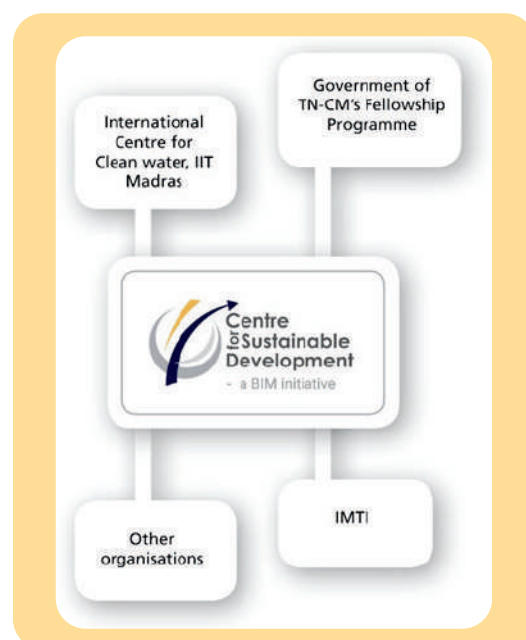 International
Centre for
Clean water, IIT
Madras
Government of
TN-CM's Fellowship
Programme
Centre
for
Sustainable
Development
- a BIM initiative
Other
organisations
IMTI